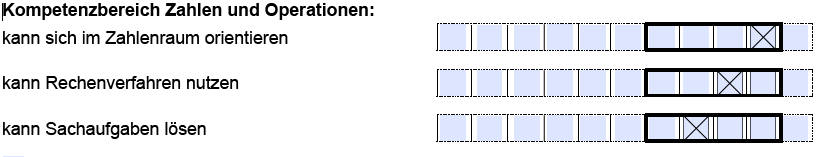 Kompetenzbereich Zahlen und Operationen:
kann sich im Zahlenraum orientieren
kann Rechenverfahren nutzen
kann Sachaufgaben lösen